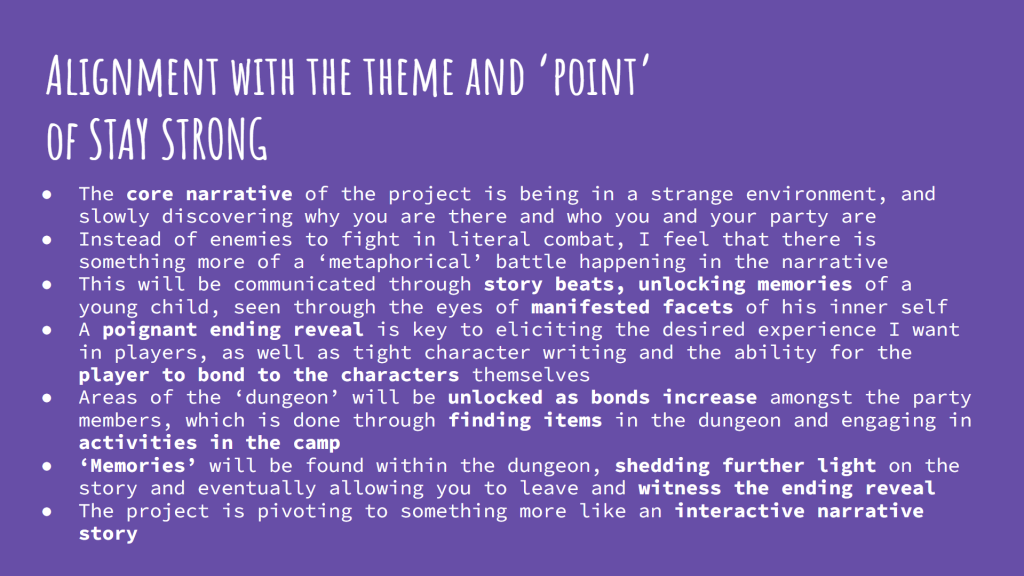 Alignment with the theme and ‘point’
of STAY STRONG
● The core narrative of the project is being in a strange environment, and
slowly discovering why you are there and who you and your party are
● Instead of enemies to fight in literal combat, I feel that there is
something more of a ‘metaphorical’ battle happening in the narrative
● This will be communicated through story beats, unlocking memories of a
young child, seen through the eyes of manifested facets of his inner self
● A poignant ending reveal is key to eliciting the desired experience I want
in players, as well as tight character writing and the ability for the
player to bond to the characters themselves
● Areas of the ‘dungeon’ will be unlocked as bonds increase amongst the party
members, which is done through finding items in the dungeon and engaging in
activities in the camp
● ‘Memories’ will be found within the dungeon, shedding further light on the
story and eventually allowing you to leave and witness the ending reveal
● The project is pivoting to something more like an interactive narrative
story